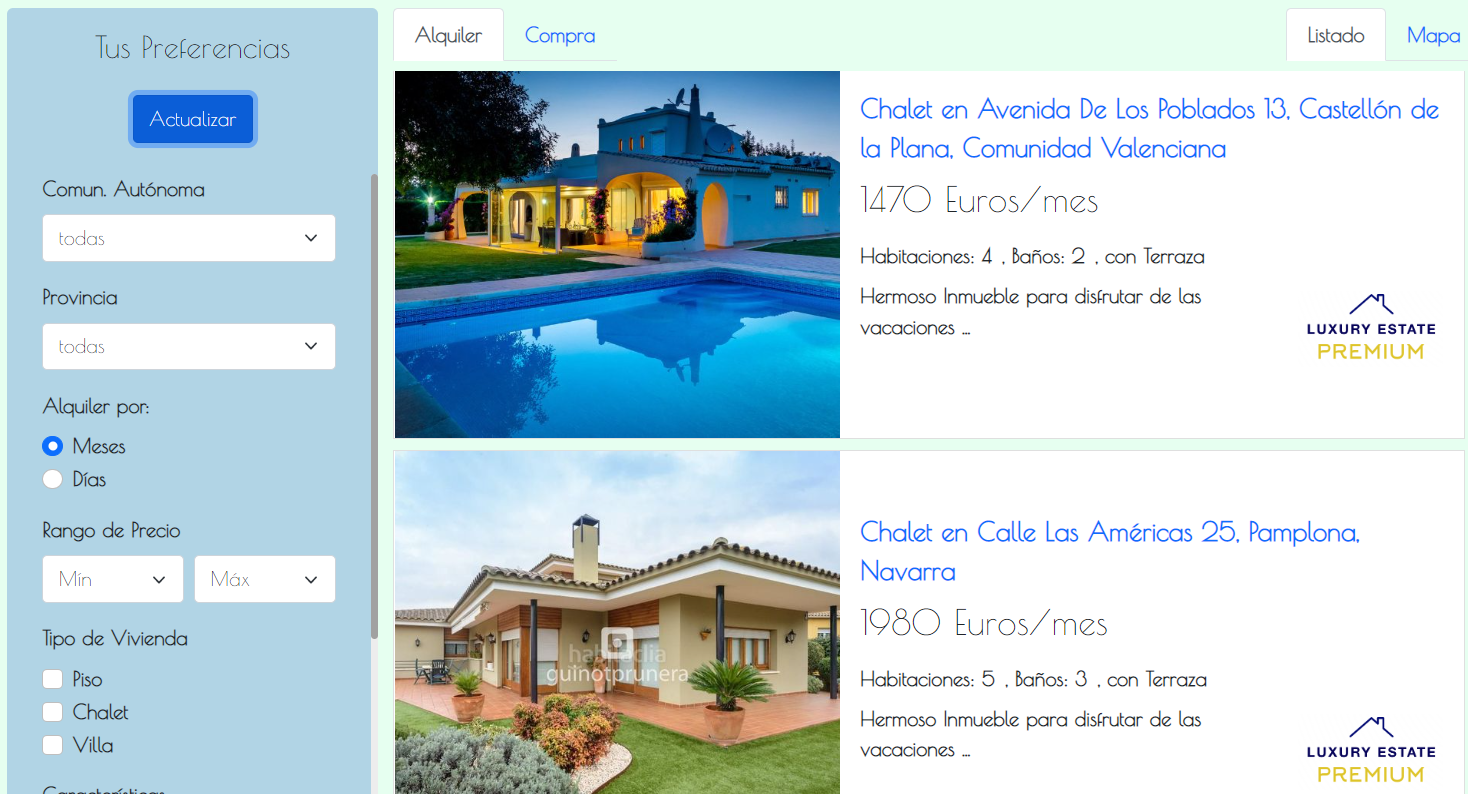 Tus Preferencias
Actualizar
Comun. Autónoma
todas
Provincia
todas
Alquiler por:
Meses
Días
Rango de Precio
Mín
Máx
Tipo de Vivienda
Piso
Chalet
Villa
Características
Alquiler
Compra
Listado
Mapa
Chalet en Avenida De Los Poblados 13, Castellón de
la Plana, Comunidad Valenciana
1470 Euros/mes
Habitaciones: 4 , Baños: 2 , con Terraza
Hermoso Inmueble para disfrutar de las
vacaciones ...
LUXURY ESTATE
PREMIUM
habitaclia
guinotprunera
Chalet en Calle Las Américas 25, Pamplona,
Navarra
1980 Euros/mes
Habitaciones: 5 , Baños: 3 , con Terraza
Hermoso Inmueble para disfrutar de las
vacaciones ...
LUXURY ESTATE
PREMIUM